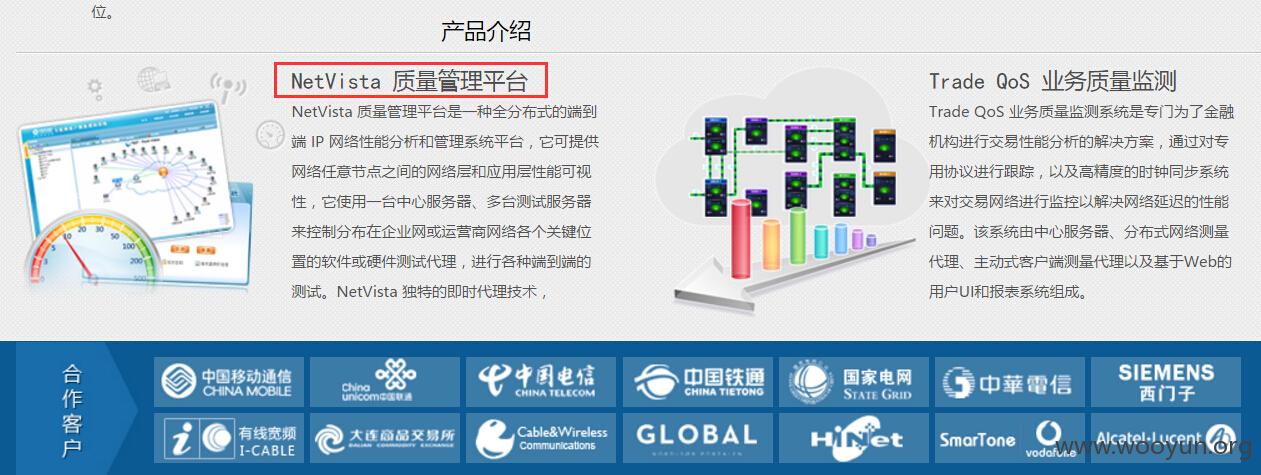 位。
产品介绍
NetVista 质量管理平台
NetVista 质量管理平台是一种全分布式的端到
端 IP 网络性能分析和管理系统平台，它可提供
网络任意节点之间的网络层和应用层性能可视
性，它使用一台中心服务器、多台测试服务器
来控制分布在企业网或运营商网络各个关键位
置的软件或硬件测试代理，进行各种端到端的
测试。NetVista 独特的即时代理技术，
10 30 50 100 130 200 500
Trade QoS 业务质量监测
Trade QoS 业务质量监测系统是专门为了金融
机构进行交易性能分析的解决方案，通过对专
用协议进行跟踪，以及高精度的时钟同步系统
来对交易网络进行监控以解决网络延迟的性能
问题。该系统由中心服务器、分布式网络测量
代理、主动式客户端测量代理以及基于Web的
用户UI和报表系统组成。
合作客户
中国移动通信
CHINA MOBILE
China
unicom中国联通
中国电信
CHINA TELECOM
中国铁通
CHINA TIETONG
国家电网
STATE GRID
中華電信
SIEMENS
西门子
有线宽频
I-CABLE
大连商品交易所
DALIAN COMMODITY EXCHANGE
Cable&Wireless
Communications
GLOBAL
HiNet
SmarTone
vodafone
Alcatel·Lucent
www.wooyun.org